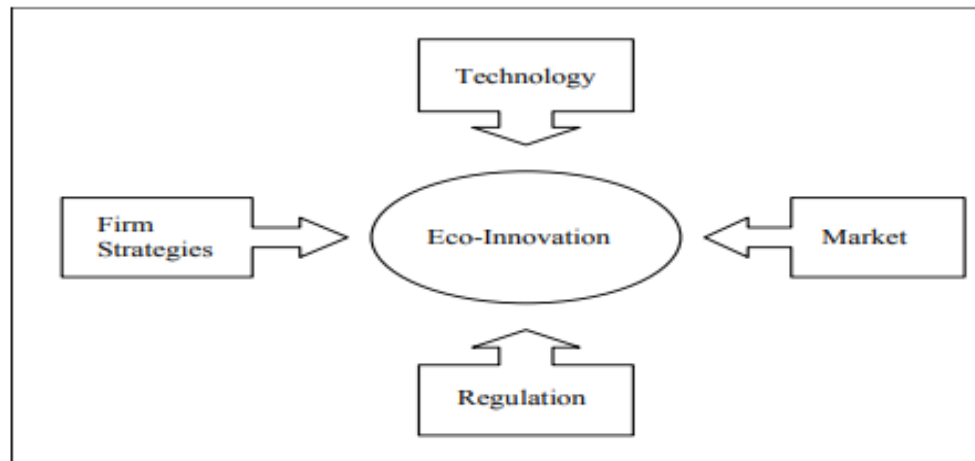 Technology
Firm
Strategies
Eco-Innovation
Market
Regulation